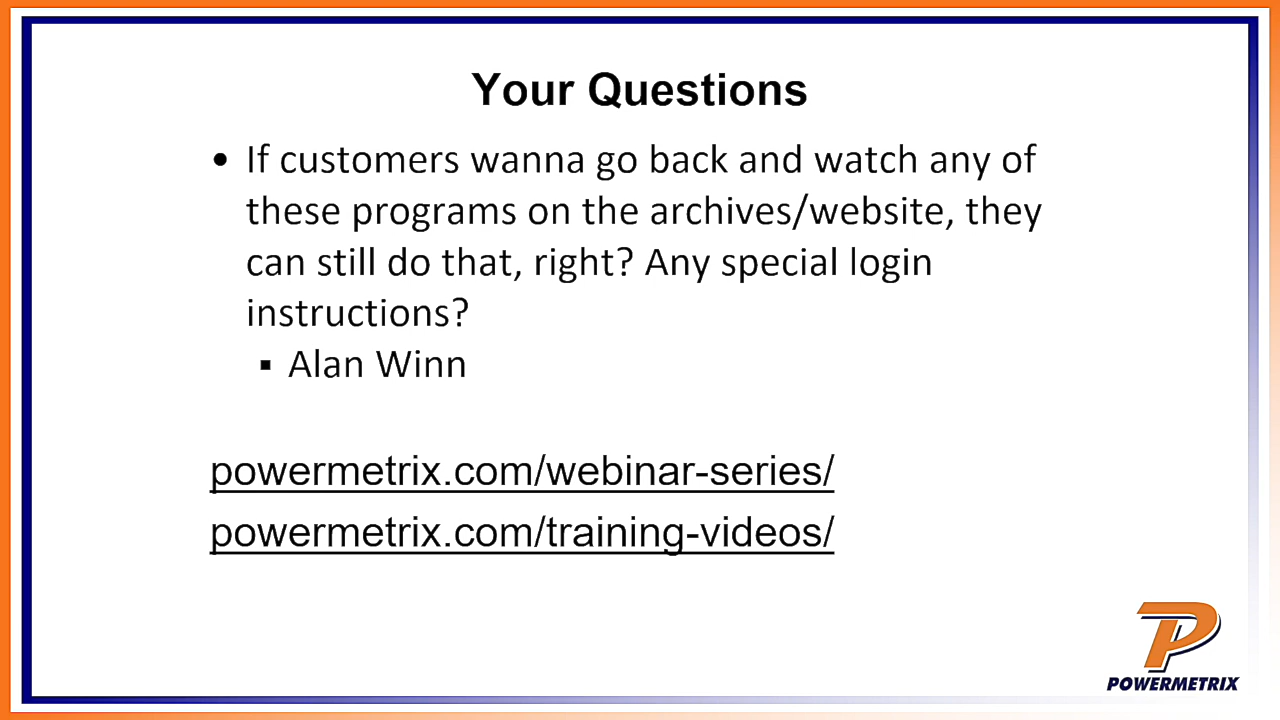 Your Questions
• If customers wanna go back and watch any of
these programs on the archives/website, they
can still do that, right? Any special login
instructions?
▪ Alan Winn
powermetrix.com/webinar-series/
powermetrix.com/training-videos/
P
POWERMETRIX